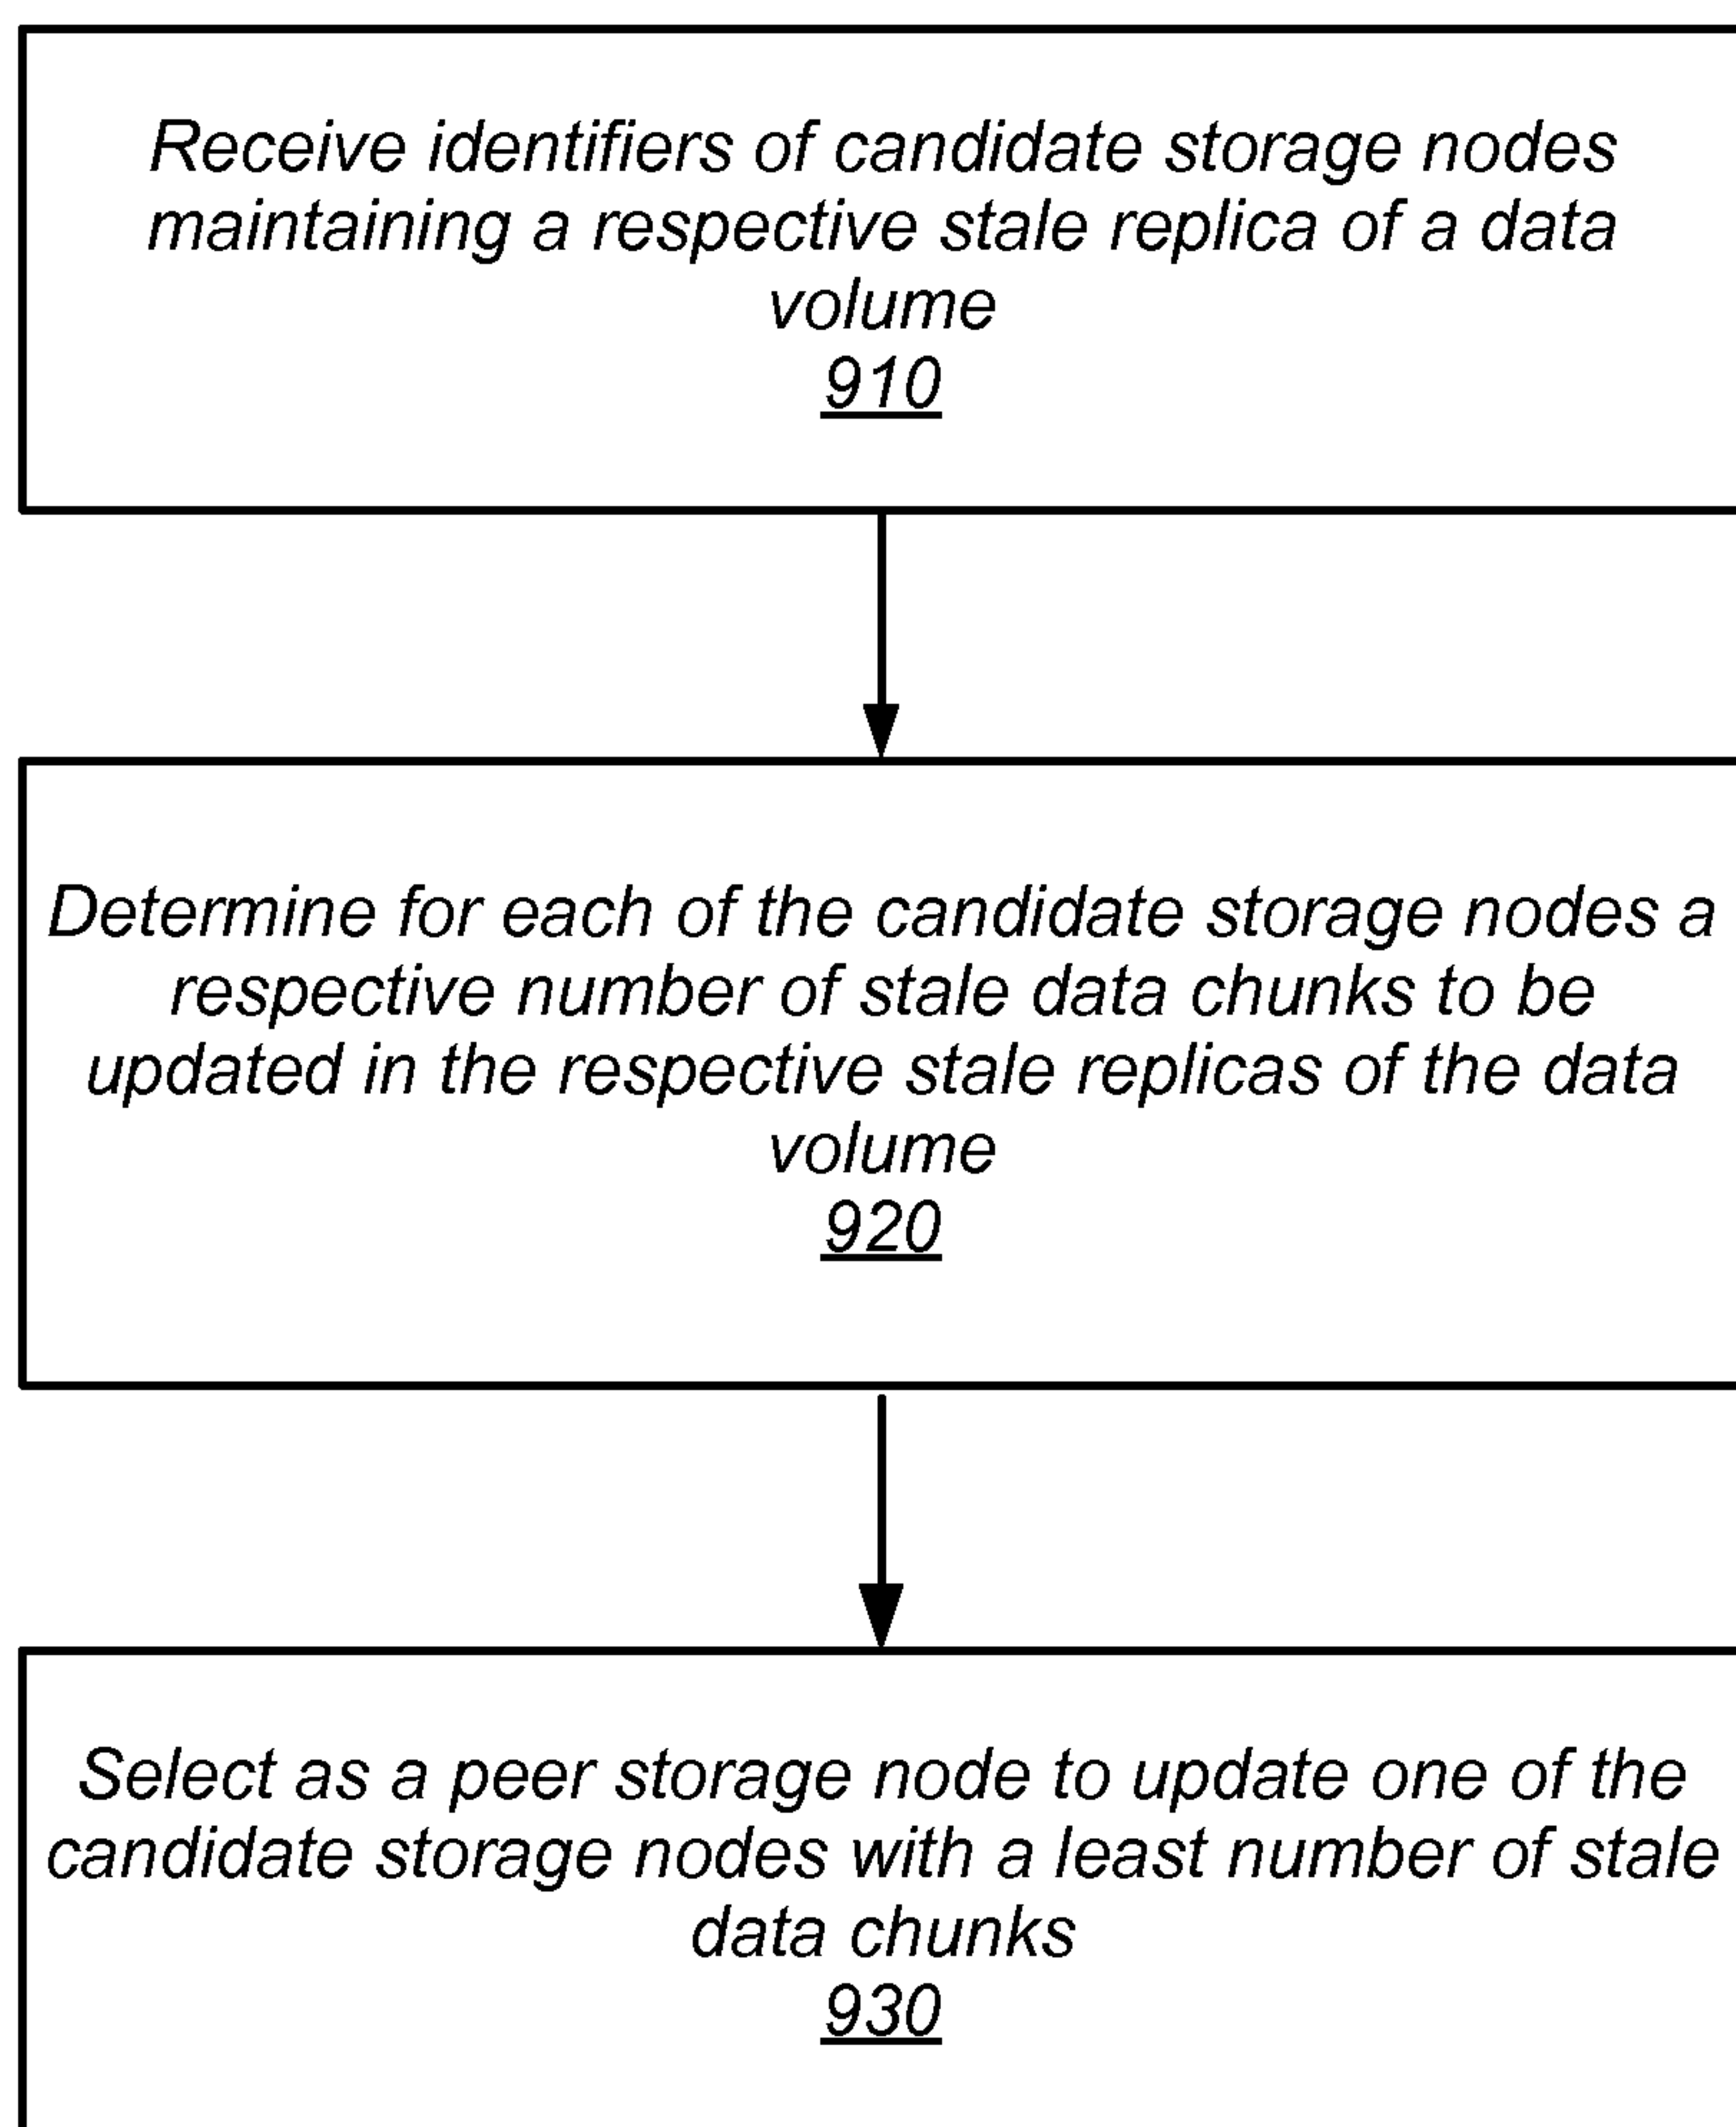 Receive identifiers of candidate storage nodes
maintaining a respective stale replica of a data
volume
910
Determine for each of the candidate storage nodes a
respective number of stale data chunks to be
updated in the respective stale replicas of the data
volume
920
Select as a peer storage node to update one of the
candidate storage nodes with a least number of stale
data chunks
930